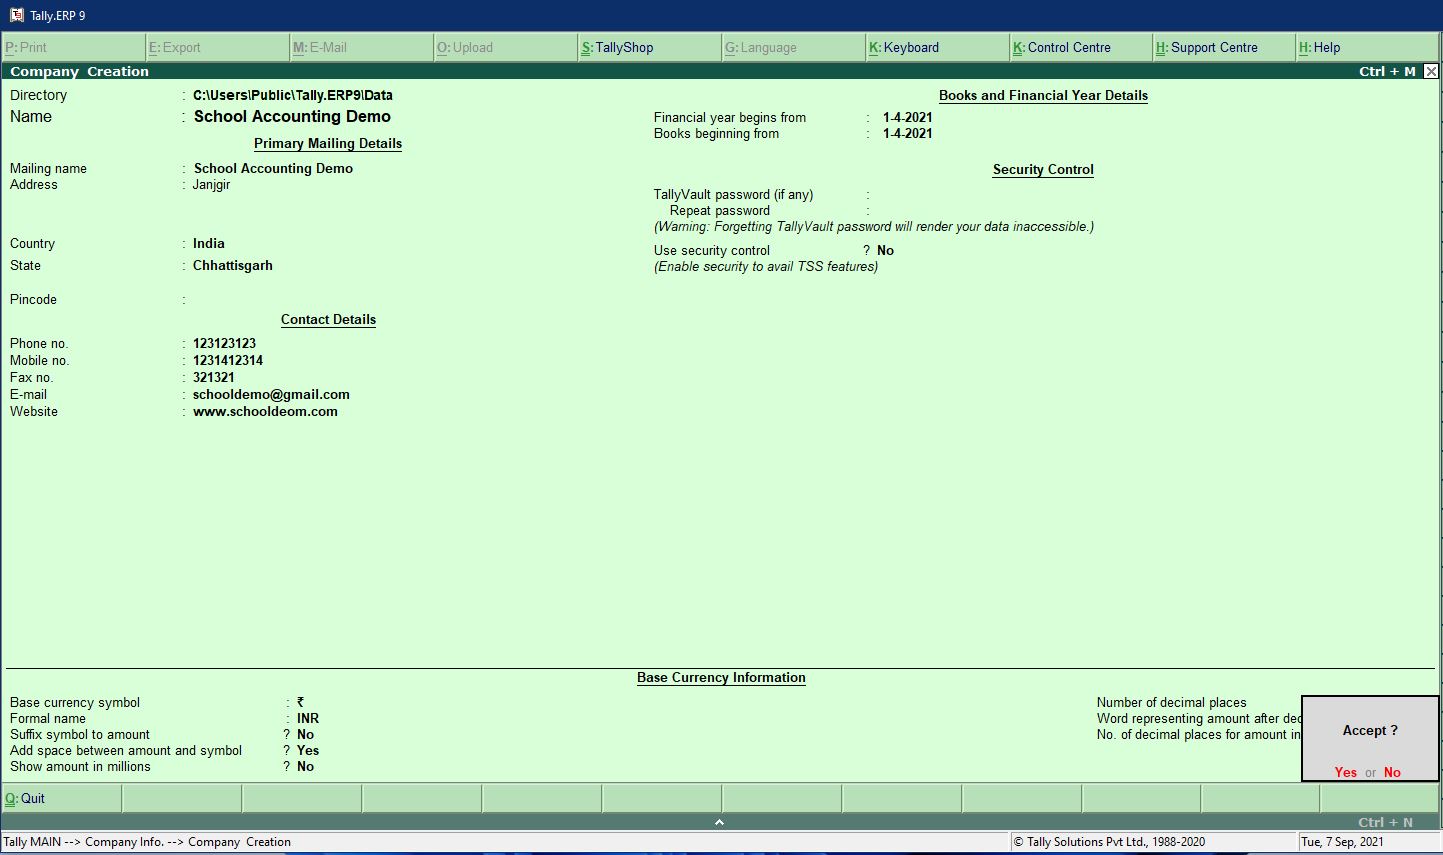 Tally.ERP 9
P: Print E: Export M: E-Mail O: Upload S: TallyShop G: Language K: Keyboard K: Control Centre H: Support Centre H: Help
Company Creation Ctrl + M
Directory : C:\Users\Public\Tally.ERP9\Data
Name : School Accounting Demo
Primary Mailing Details
Mailing name : School Accounting Demo
Address : Janjgir
Country : India
State : Chhattisgarh
Pincode :
Contact Details
Phone no. : 123123123
Mobile no. : 1231412314
Fax no. : 321321
E-mail : schooldemo@gmail.com
Website : www.schooldeom.com
Books and Financial Year Details
Financial year begins from : 1-4-2021
Books beginning from : 1-4-2021
Security Control
TallyVault password (if any) :
Repeat password :
(Warning: Forgetting TallyVault password will render your data inaccessible.)
Use security control ? No
(Enable security to avail TSS features)
Base Currency Information
Base currency symbol : ₹
Formal name : INR
Suffix symbol to amount ? No
Add space between amount and symbol ? Yes
Show amount in millions ? No
Number of decimal places
Word representing amount after dec
No. of decimal places for amount in
Accept ?
Yes or No
Q: Quit
Ctrl + N
Tally MAIN --> Company Info. --> Company Creation © Tally Solutions Pvt Ltd., 1988-2020 Tue, 7 Sep, 2021